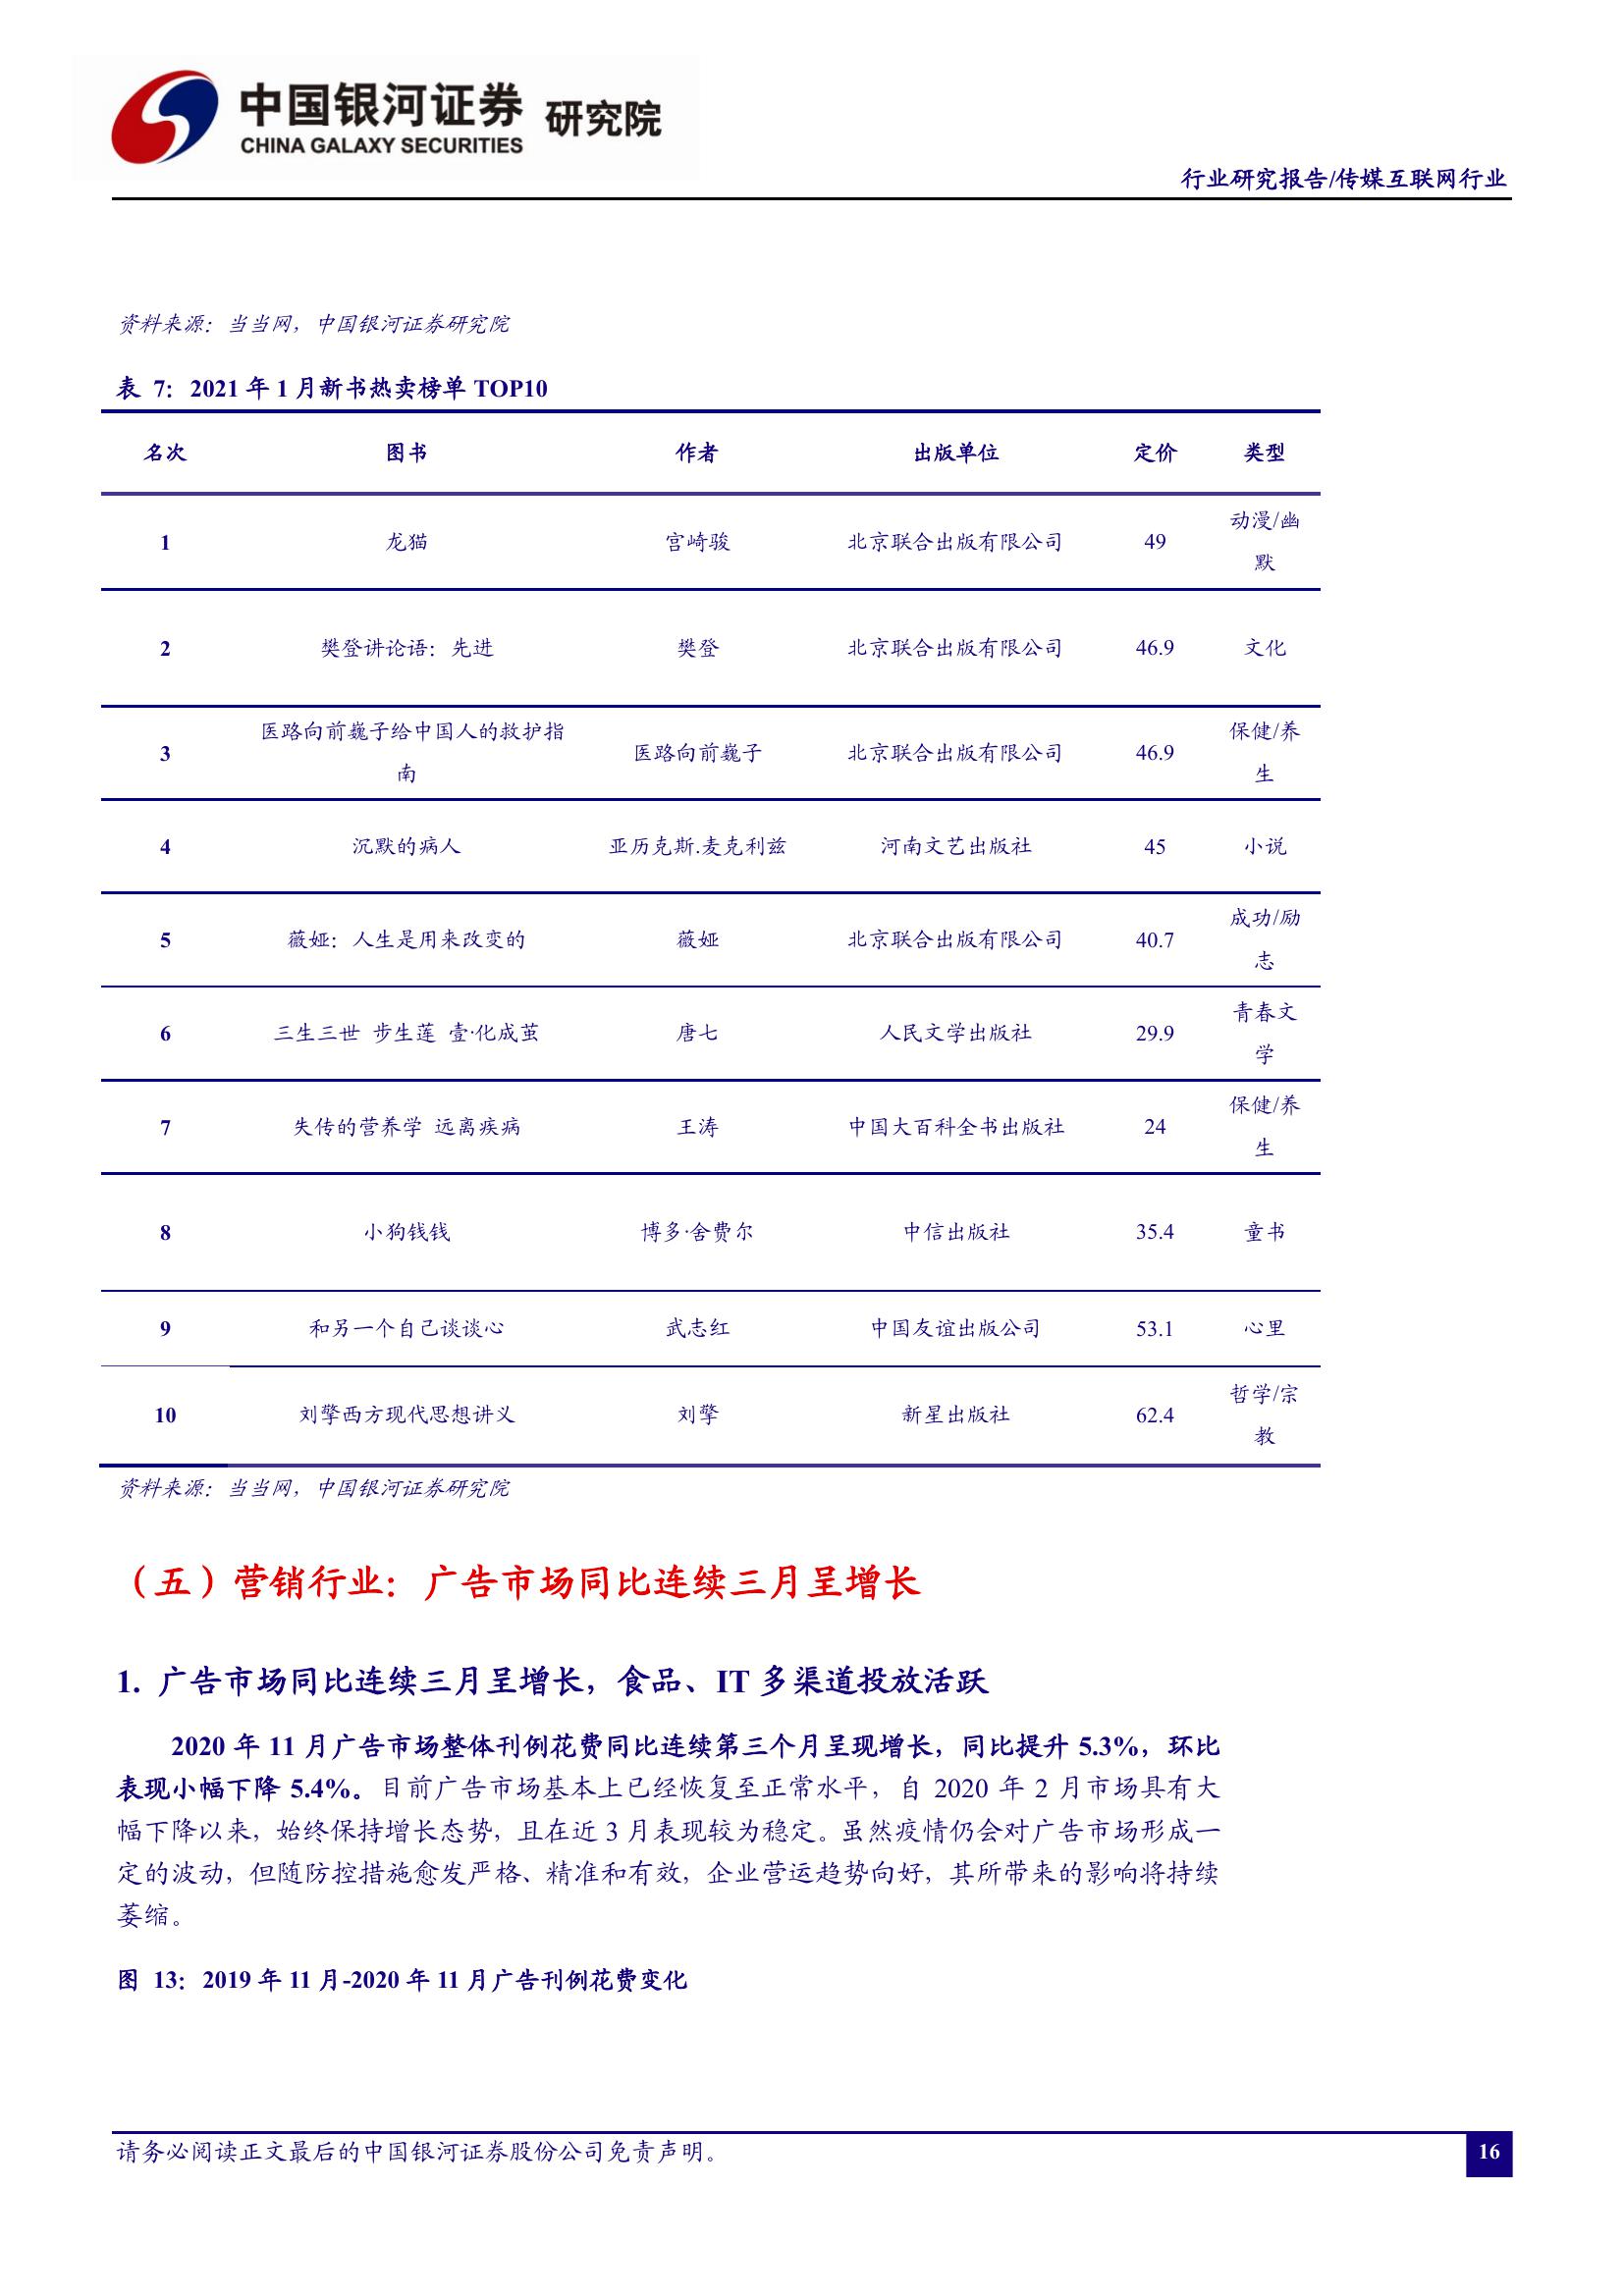 中国银河证券 研究院
CHINA GALAXY SECURITIES
行业研究报告/传媒互联网行业
资料来源：当当网，中国银河证券研究院
表 7：2021 年 1 月新书热卖榜单 TOP10
名次 图书 作者 出版单位 定价 类型
1 龙猫 宫崎骏 北京联合出版有限公司 49 动漫/幽
默
2 樊登讲论语：先进 樊登 北京联合出版有限公司 46.9 文化
3 医路向前巍子给中国人的救护指 医路向前巍子 北京联合出版有限公司 46.9 保健/养
南 生
4 沉默的病人 亚历克斯.麦克利兹 河南文艺出版社 45 小说
5 薇娅：人生是用来改变的 薇娅 北京联合出版有限公司 40.7 成功/励
志
6 三生三世 步生莲 壹·化成茧 唐七 人民文学出版社 29.9 青春文
学
7 失传的营养学 远离疾病 王涛 中国大百科全书出版社 24 保健/养
生
8 小狗钱钱 博多·舍费尔 中信出版社 35.4 童书
9 和另一个自己谈谈心 武志红 中国友谊出版公司 53.1 心里
10 刘擎西方现代思想讲义 刘擎 新星出版社 62.4 哲学/宗
教
资料来源：当当网，中国银河证券研究院
（五）营销行业：广告市场同比连续三月呈增长
1. 广告市场同比连续三月呈增长，食品、IT 多渠道投放活跃
2020 年 11 月广告市场整体刊例花费同比连续第三个月呈现增长，同比提升 5.3%，环比
表现小幅下降 5.4%。目前广告市场基本上已经恢复至正常水平，自 2020 年 2 月市场具有大
幅下降以来，始终保持增长态势，且在近 3 月表现较为稳定。虽然疫情仍会对广告市场形成一
定的波动，但随防控措施愈发严格、精准和有效，企业营运趋势向好，其所带来的影响将持续
萎缩。
图 13：2019 年 11 月-2020 年 11 月广告刊例花费变化
请务必阅读正文最后的中国银河证券股份公司免责声明。
16